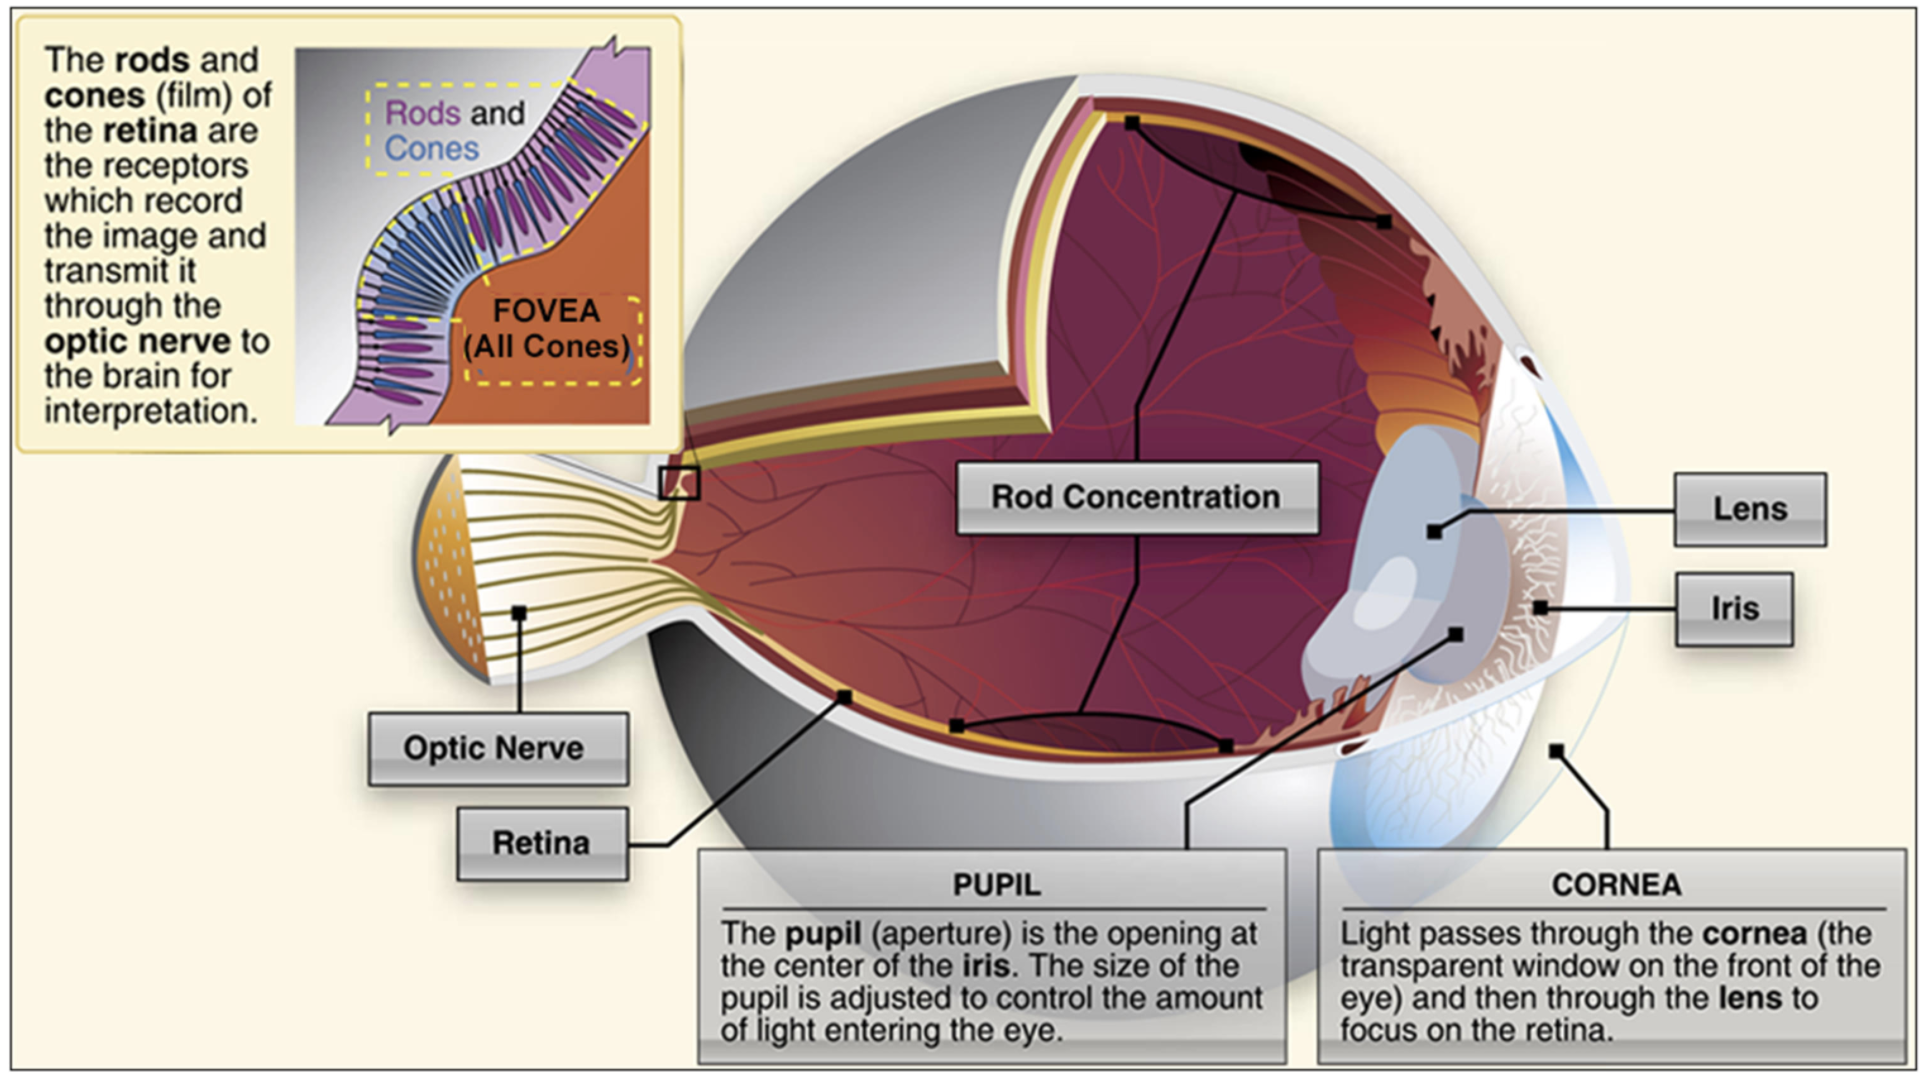 The rods and
cones (film) of
the retina are
the receptors
which record
the image and
transmit it
through the
optic nerve to
the brain for
interpretation.
Rods and
Cones
FOVEA
(All Cones)
Rod Concentration
Lens
Iris
Optic Nerve
Retina
PUPIL
The pupil (aperture) is the opening at
the center of the iris. The size of the
pupil is adjusted to control the amount
of light entering the eye.
CORNEA
Light passes through the cornea (the
transparent window on the front of the
eye) and then through the lens to
focus on the retina.